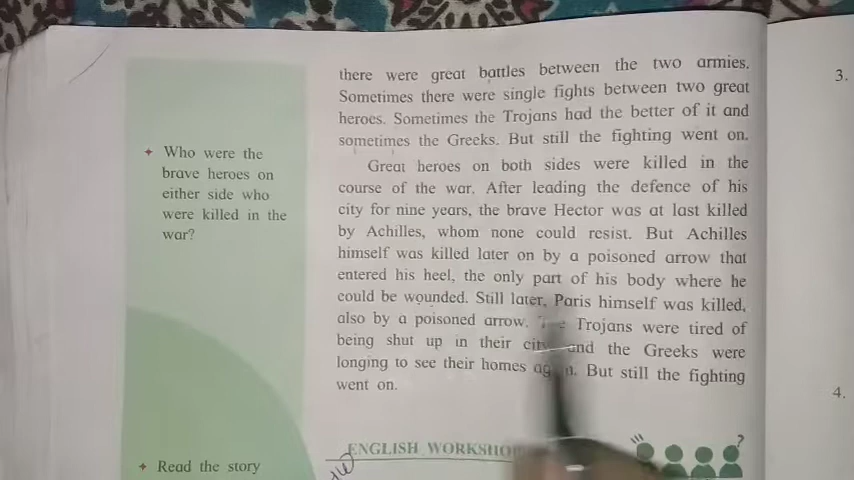 there were great battles between the two armies.
Sometimes there were single fights between two great
heroes. Sometimes the Trojans had the better of it and
sometimes the Greeks. But still the fighting went on.
Great heroes on both sides were killed in the
course of the war. After leading the defence of his
city for nine years, the brave Hector was at last killed
by Achilles, whom none could resist. But Achilles
himself was killed later on by a poisoned arrow that
entered his heel, the only part of his body where he
could be wounded. Still later, Paris himself was killed,
also by a poisoned arrow. Trojans were tired of
being shut up in their and the Greeks were
longing to see their homes But still the fighting
went on.
Who were the
brave heroes on
either side who
were killed in the
war?
Read the story
ENGLISH
?
3.
4.